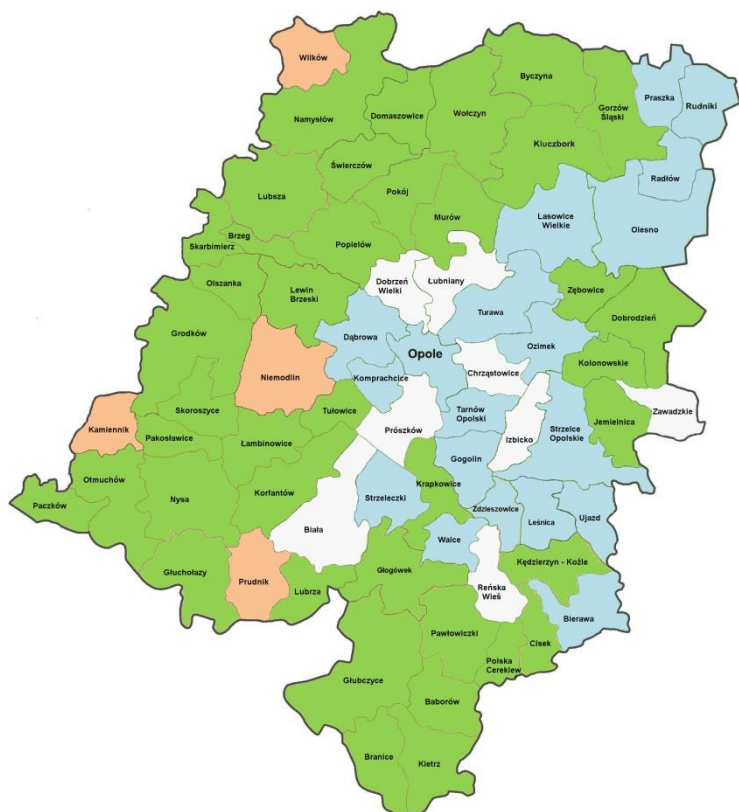 Wilków
Byczyna
Praszka
Rudniki
Namysłów
Domaszowice
Wołczyn
Gorzów
Śląski
Kluczbork
Świerczów
Radłów
Lubsza
Pokój
Murów
Lasowice
Wielkie
Olesno
Brzeg
Skarbimierz
Popielów
Olszanka
Lewin
Brzeski
Dobrzeń
Wielki
Łubniany
Zębowice
Turawa
Dobrodzień
Grodków
Dąbrowa
Ozimek
Opole
Kolonowskie
Niemodlin
Komprachcice
Chrząstowice
Skoroszyce
Tułowice
Tarnów
Opolski
Jemielnica
Zawadzkie
Kamiennik
Pakosławice
Łambinowice
Prószków
Izbicko
Strzelce
Opolskie
Gogolin
Otmuchów
Nysa
Korfantów
Strzeleczki
Krapkowice
Paczków
Zdzieszowice
Leśnica
Ujazd
Biała
Walce
Głuchołazy
Prudnik
Lubrza
Głogówek
Reńska
Wieś
Kędzierzyn - Koźle
Bierawa
Pawłowiczki
Cisek
Polska
Cerekiew
Głubczyce
Baborów
Branice
Kietrz